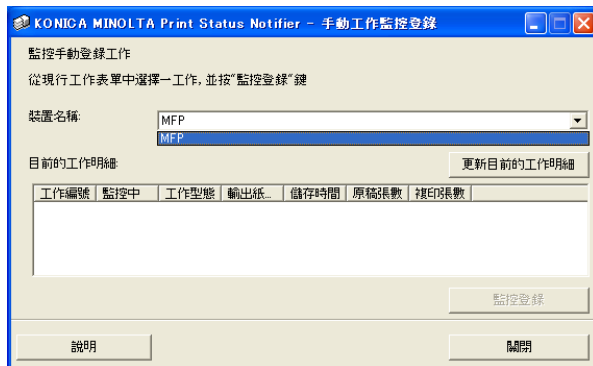 KONICA MINOLTA Print Status Notifier - 手動工作監控登錄
監控手動登錄工作
從現行工作表單中選擇一工作, 並按"監控登錄"鍵
裝置名稱: MFP
MFP
目前的工作明細: 更新目前的工作明細
工作編號 監控中 工作型態 輸出紙... 儲存時間 原稿張數 複印張數
監控登錄
說明 關閉